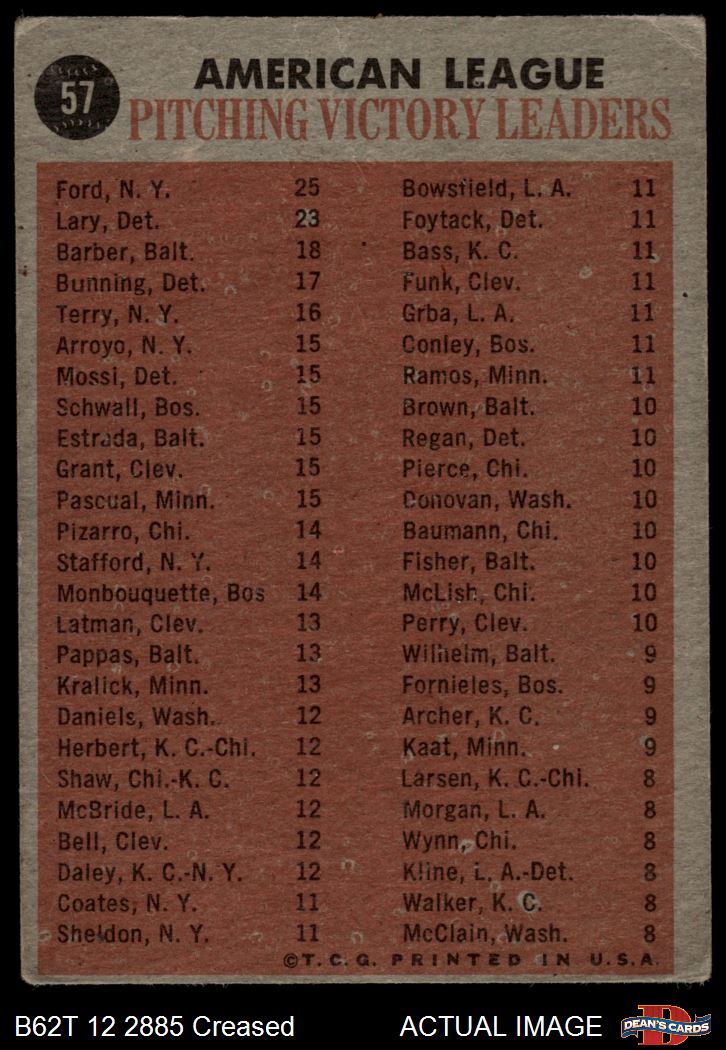 57
AMERICAN LEAGUE
PITCHING VICTORY LEADERS
Ford, N. Y. 25
Lary, Det. 23
Barber, Balt. 18
Bunning, Det. 17
Terry, N. Y. 16
Arroyo, N. Y. 15
Mossi, Det. 15
Schwall, Bos. 15
Estrada, Balt. 15
Grant, Clev. 15
Pascual, Minn. 15
Pizarro, Chi. 14
Stafford, N. Y. 14
Monbouquette, Bos 14
Latman, Clev. 13
Pappas, Balt. 13
Kralick, Minn. 13
Daniels, Wash. 12
Herbert, K. C.-Chi. 12
Shaw, Chi.-K. C. 12
McBride, L. A. 12
Bell, Clev. 12
Daley, K. C.-N. Y. 12
Coates, N. Y. 11
Sheldon, N. Y. 11
Bowsfield, L. A. 11
Foytack, Det. 11
Bass, K. C. 11
Funk, Clev. 11
Grba, L. A. 11
Conley, Bos. 11
Ramos, Minn. 11
Brown, Balt. 10
Regan, Det. 10
Pierce, Chi. 10
Donovan, Wash. 10
Baumann, Chi. 10
Fisher, Balt. 10
McLish, Chi. 10
Perry, Clev. 10
Wilhelm, Balt. 9
Fornieles, Bos. 9
Archer, K. C. 9
Kaat, Minn. 9
Larsen, K. C.-Chi. 8
Morgan, L. A. 8
Wynn, Chi. 8
Kline, L. A.-Det. 8
Walker, K. C. 8
McClain, Wash. 8
©T. C. G. PRINTED IN U.S.A.
B62T 12 2885 Creased ACTUAL IMAGE
D
DEAN'S CARDS